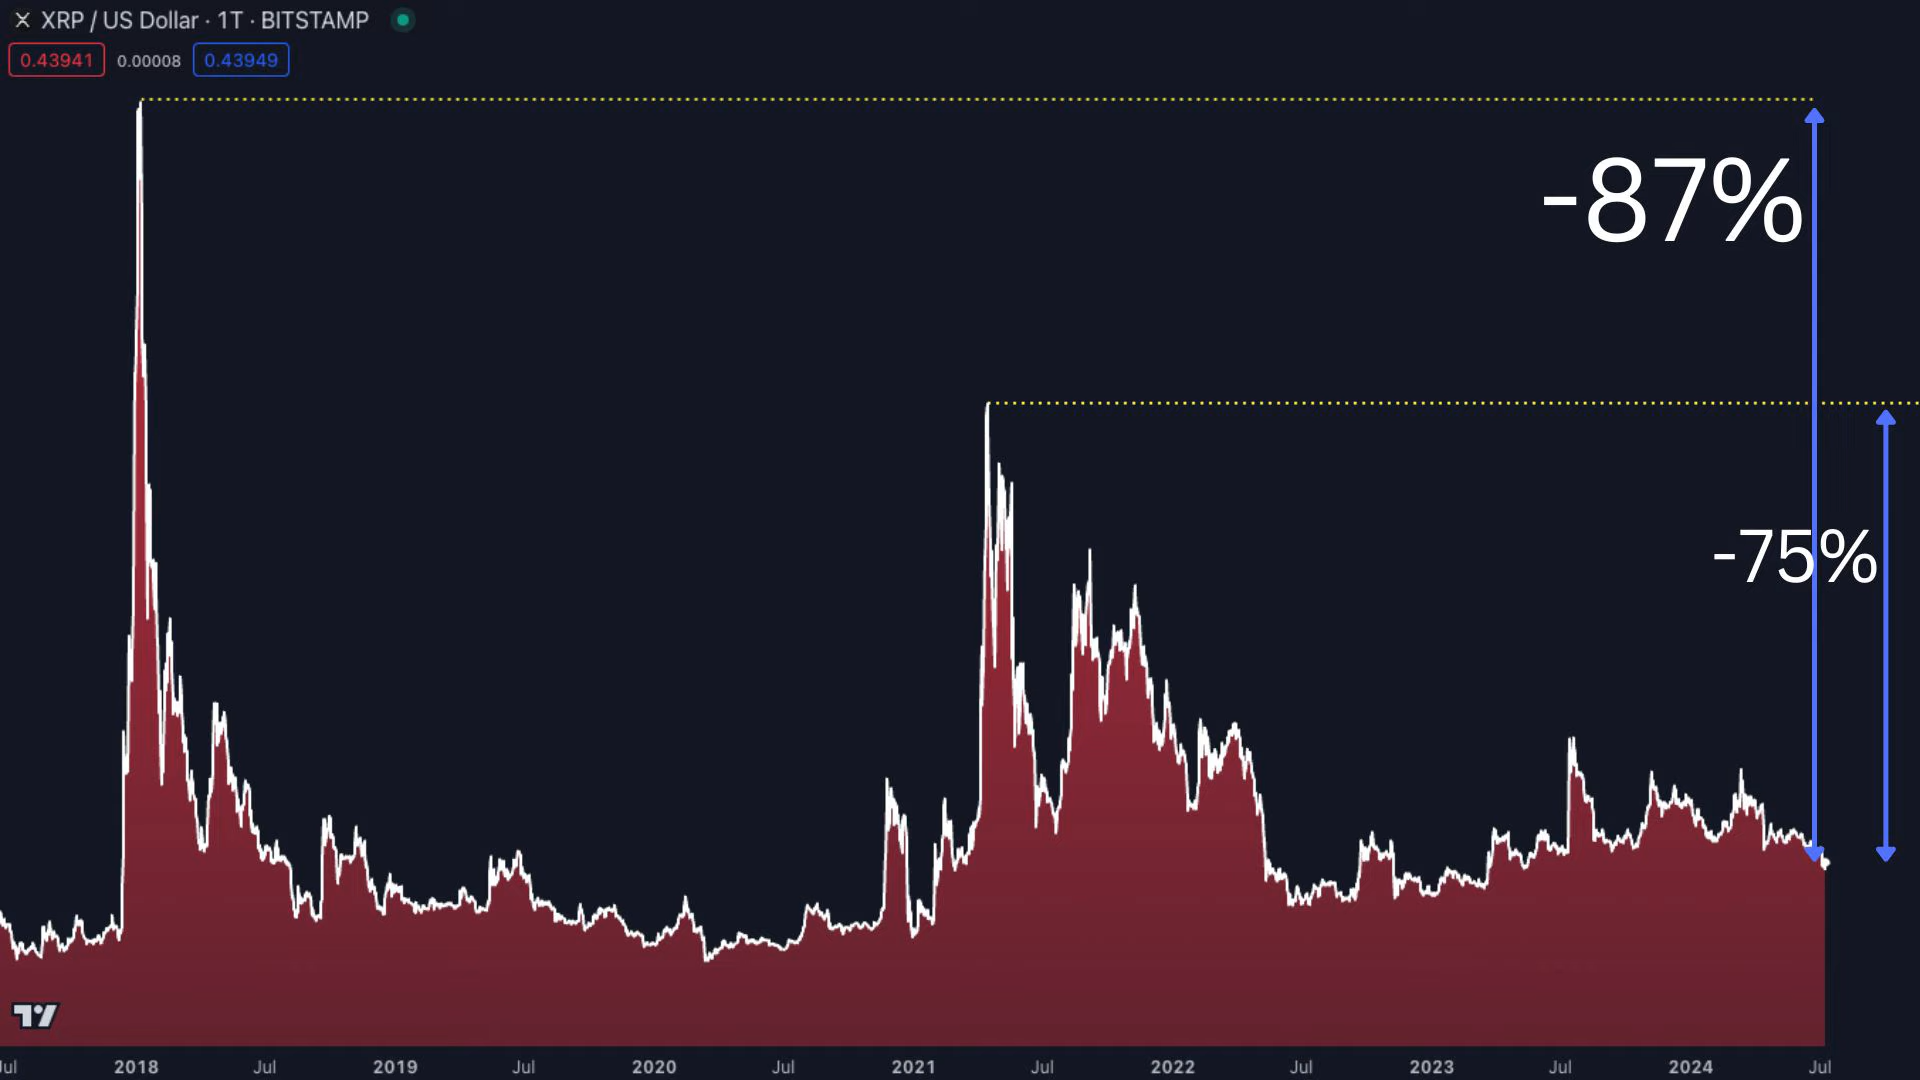 XRP / US Dollar · 1T · BITSTAMP
0.43941 0.00008 0.43949
-87%
-75%
Jul 2018 Jul 2019 Jul 2020 Jul 2021 Jul 2022 Jul 2023 Jul 2024 Jul